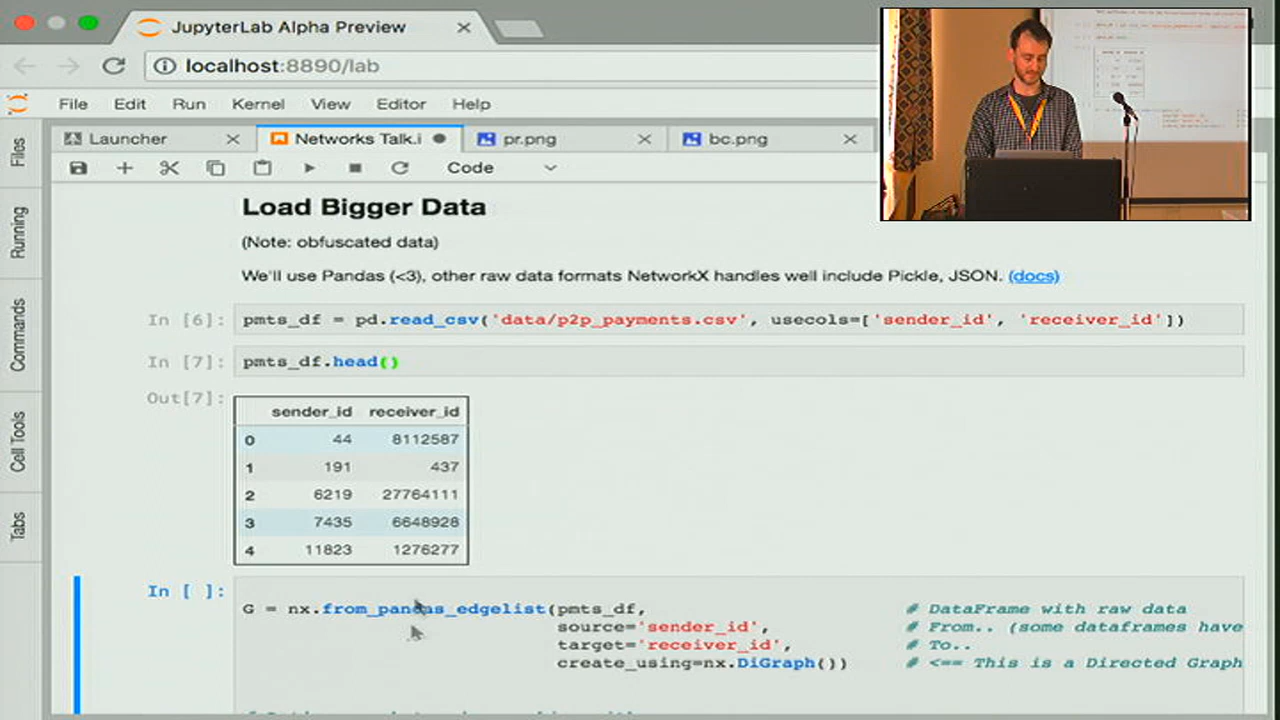 JupyterLab Alpha Preview
localhost:8890/lab
File Edit Run Kernel View Editor Help
Launcher Networks Talk.i pr.png bc.png
Code
Files
Running
Commands
Cell Tools
Tabs
Load Bigger Data
(Note: obfuscated data)
We'll use Pandas (<3), other raw data formats NetworkX handles well include Pickle, JSON. (docs)
In [6]: pmts_df = pd.read_csv('data/p2p_payments.csv', usecols=['sender_id', 'receiver_id'])
In [7]: pmts_df.head()
Out[7]:
sender_id receiver_id
0 44 8112587
1 191 437
2 6219 27764111
3 7435 6648928
4 11823 1276277
In [ ]:
G = nx.from_pandas_edgelist(pmts_df, # DataFrame with raw data
source='sender_id', # From.. (some dataframes have
target='receiver_id', # To..
create_using=nx.DiGraph()) # <== This is a Directed Graph